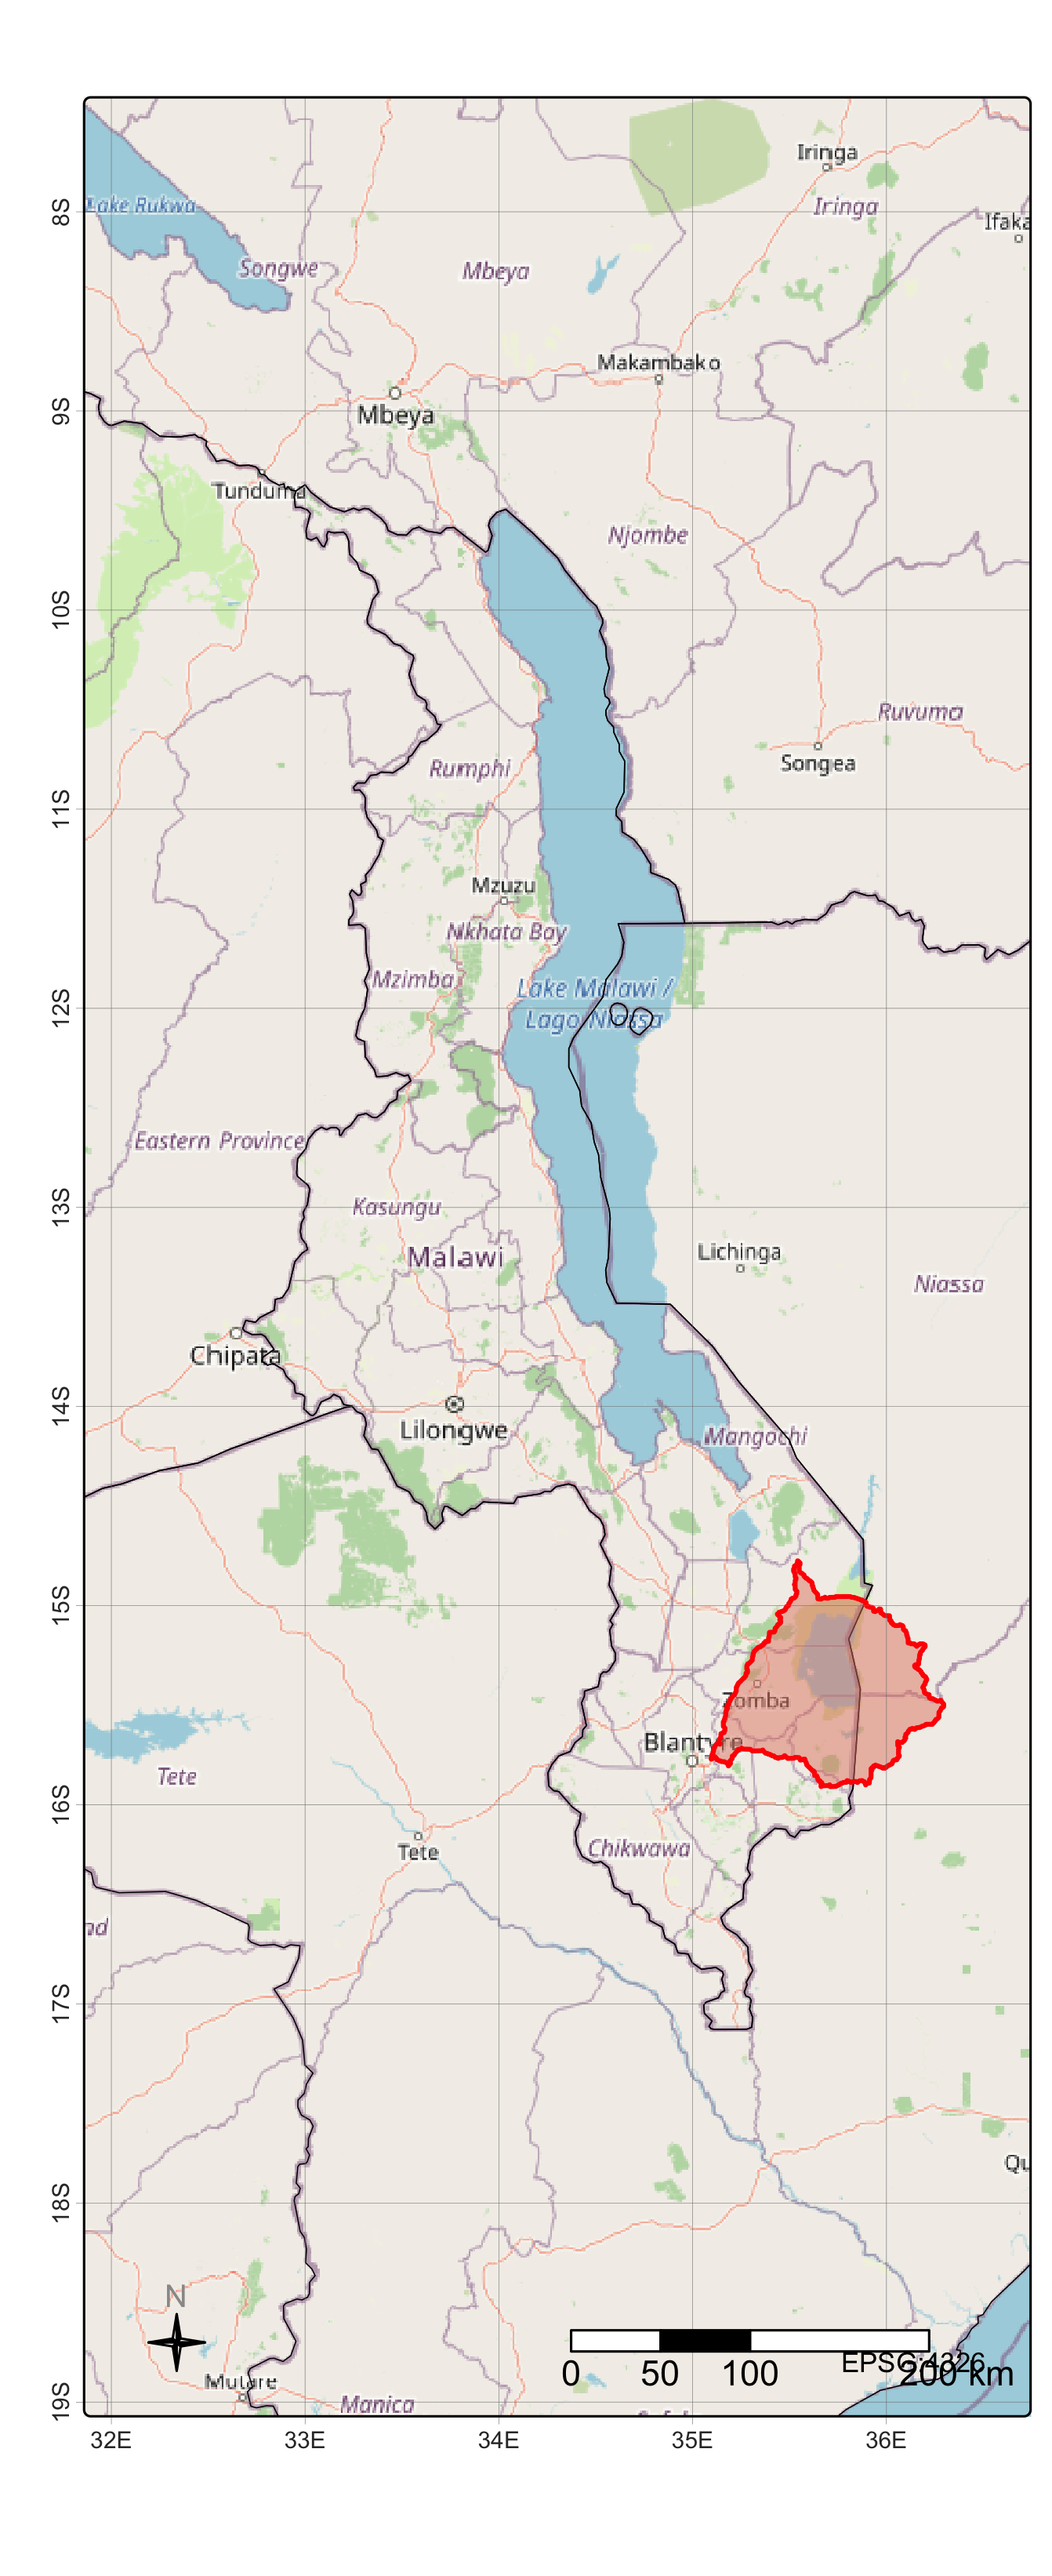 Iringa
Lake Rukwa
Iringa
Ifaka
8S
Songwe
Mbeya
Makambako
9S
Mbeya
Tunduma
Njombe
10S
Ruvuma
Songea
Rumphi
11S
Mzuzu
Nkhata Bay
Mzimba
Lake Malawi /
Lago Niassa
12S
Eastern Province
Kasungu
13S
Malawi
Lichinga
Niassa
Chipata
14S
Lilongwe
Mangochi
15S
Zomba
Blantyre
Tete
16S
Tete
Chikwawa
nd
17S
Qu
18S
N
Mutare
EPSG:4326
0 50 100 200 km
19S
Manica
32E 33E 34E 35E 36E